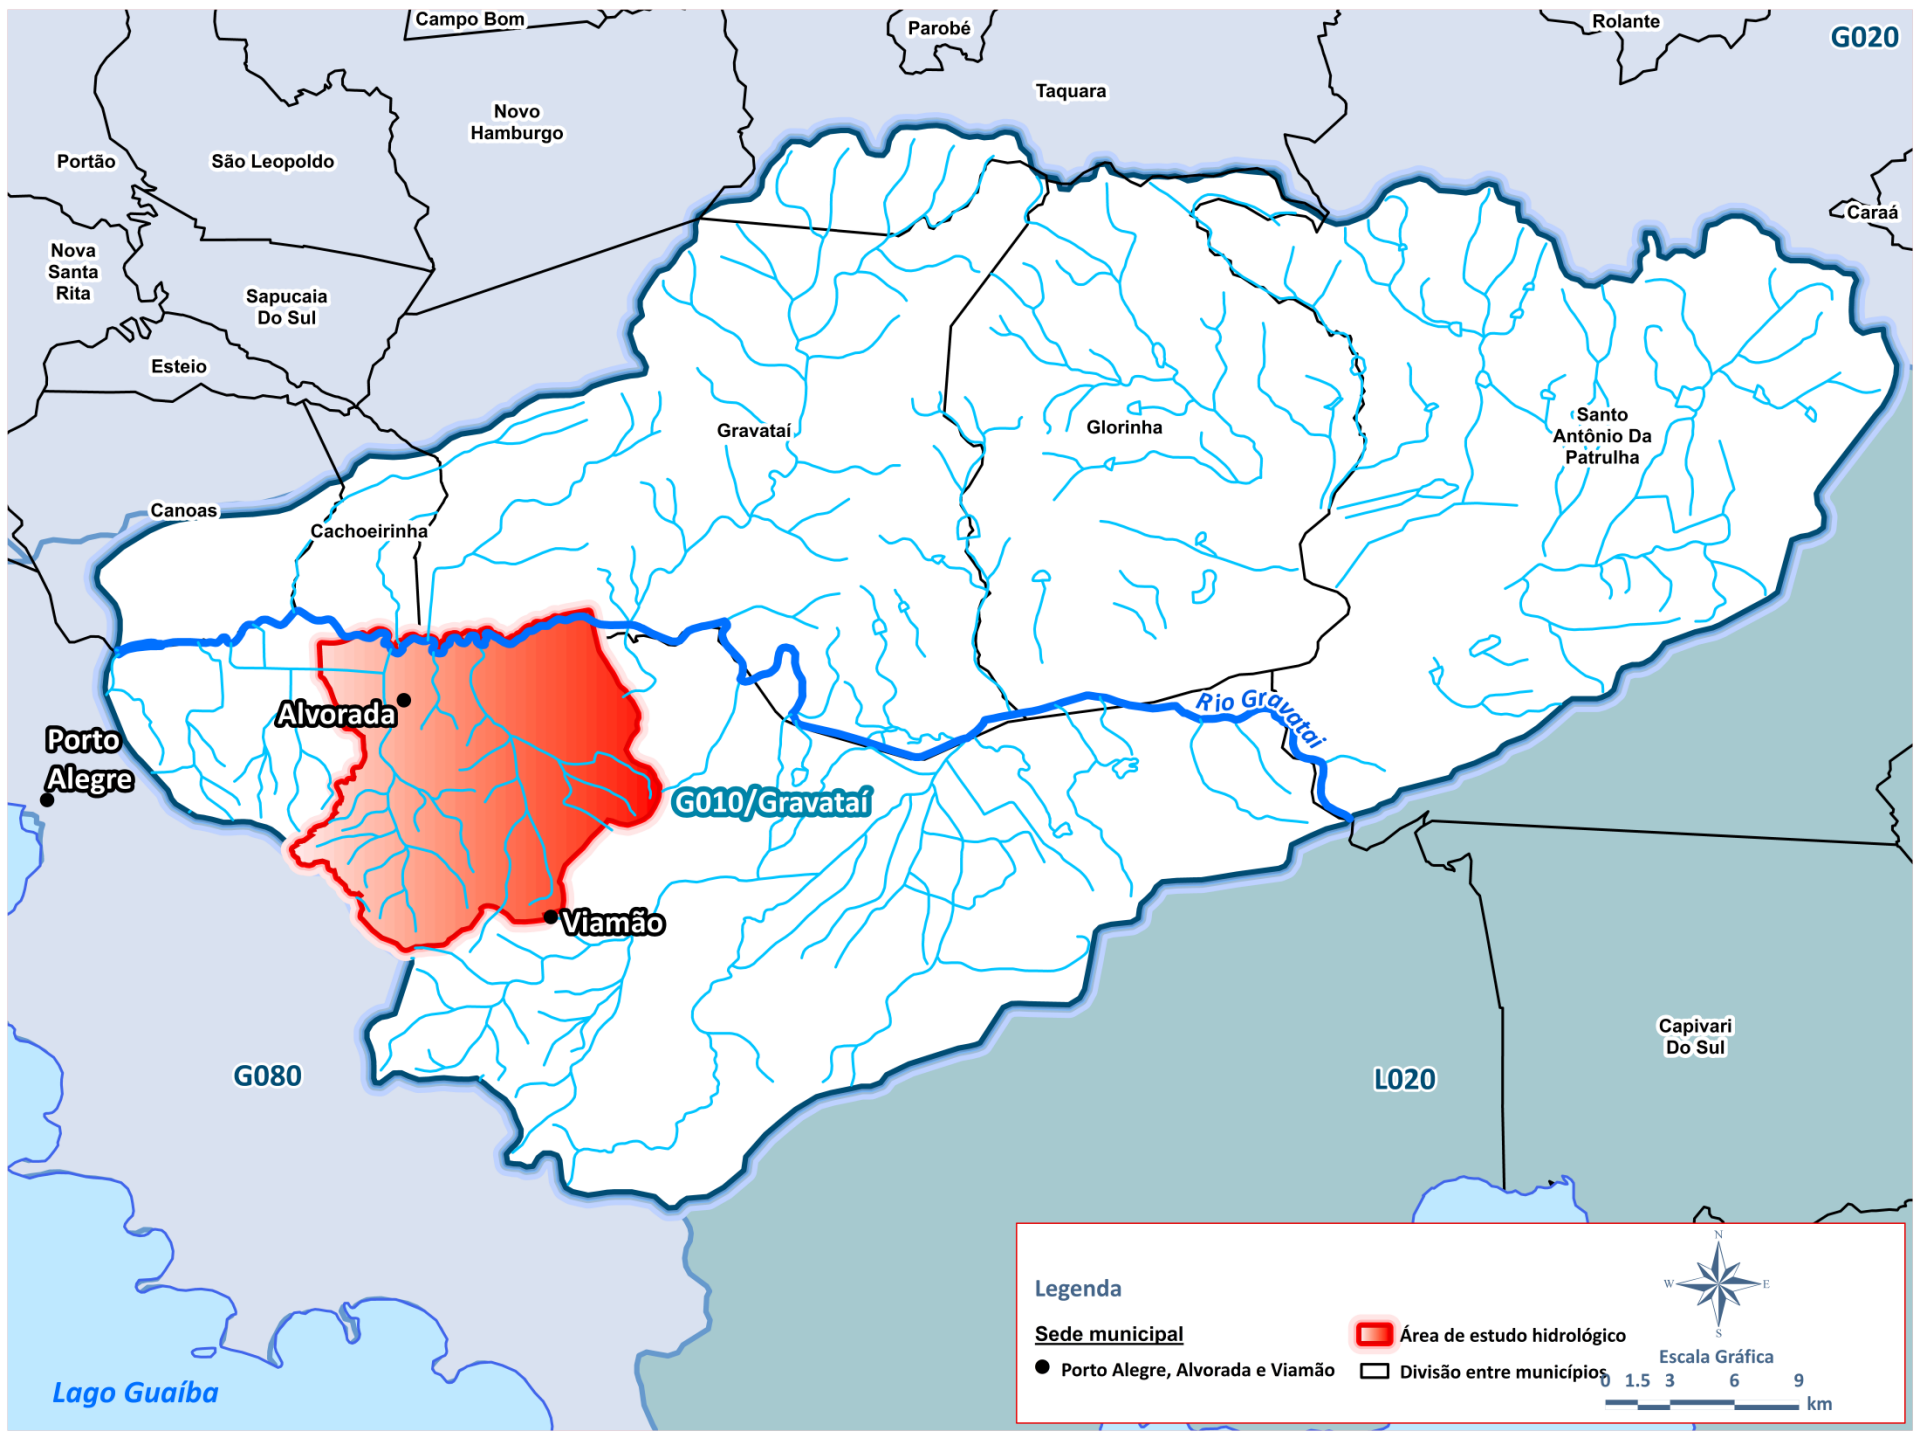 Campo Bom
Parobé
Rolante
G020
Taquara
Novo
Hamburgo
Portão
São Leopoldo
Caraá
Nova
Santa
Rita
Sapucaia
Do Sul
Esteio
Gravataí
Glorinha
Santo
Antônio Da
Patrulha
Canoas
Cachoeirinha
Rio Gravatai
Alvorada
Porto
Alegre
G010/Gravataí
Viamão
Capivari
Do Sul
G080
L020
Lago Guaíba
N
W
E
S
Legenda
Sede municipal
Porto Alegre, Alvorada e Viamão
Área de estudo hidrológico
Divisão entre municípios
Escala Gráfica
0 1.5 3 6 9
km